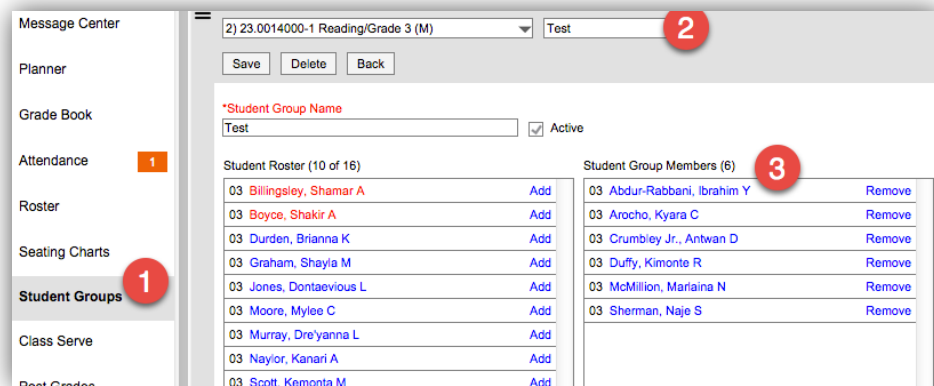 Message Center
Planner
Grade Book
Attendance 1
Roster
Seating Charts
1
Student Groups
Class Serve
Post Grades
2) 23.0014000-1 Reading/Grade 3 (M) Test 2
Save Delete Back
*Student Group Name
Test Active
Student Roster (10 of 16)
03 Billingsley, Shamar A Add
03 Boyce, Shakir A Add
03 Durden, Brianna K Add
03 Graham, Shayla M Add
03 Jones, Dontaevious L Add
03 Moore, Mylee C Add
03 Murray, Dre'yanna L Add
03 Naylor, Kanari A Add
03 Scott, Kemonta M Add
Student Group Members (6) 3
03 Abdur-Rabbani, Ibrahim Y Remove
03 Arocho, Kyara C Remove
03 Crumbley Jr., Antwan D Remove
03 Duffy, Kimonte R Remove
03 McMillion, Marlaina N Remove
03 Sherman, Naje S Remove